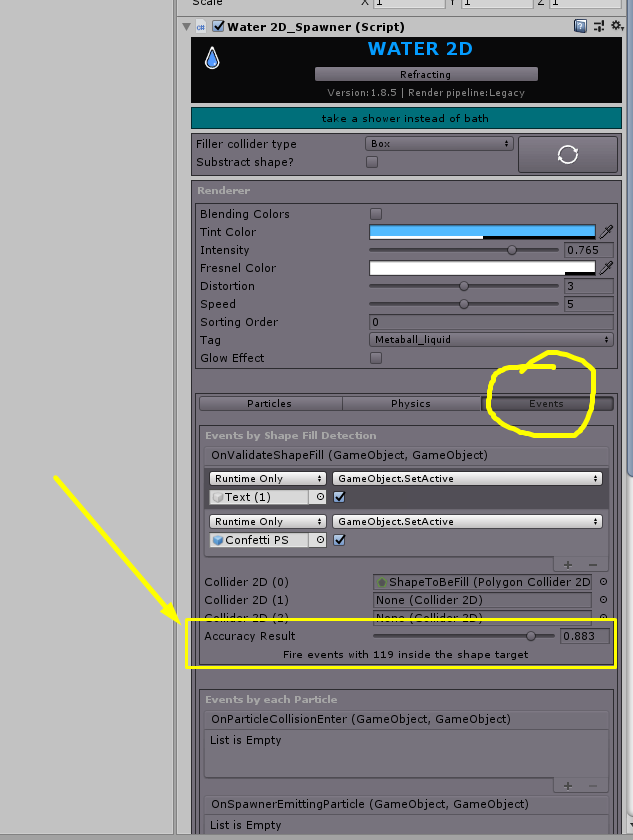 Scale X 1 Y 1 Z 1
Water 2D_Spawner (Script)
WATER 2D
Refracting
Version:1.8.5 | Render pipeline:Legacy
take a shower instead of bath
Filler collider type Box
Substract shape?
Renderer
Blending Colors
Tint Color
Intensity 0.765
Fresnel Color
Distortion 3
Speed 5
Sorting Order 0
Tag Metaball_liquid
Glow Effect
Particles Physics Events
Events by Shape Fill Detection
OnValidateShapeFill (GameObject, GameObject)
Runtime Only GameObject.SetActive
Text (1)
Runtime Only GameObject.SetActive
Confetti PS
Collider 2D (0) ShapeToBeFill (Polygon Collider 2D
Collider 2D (1) None (Collider 2D)
Collider 2D (2) None (Collider 2D)
Accuracy Result 0.883
Fire events with 119 inside the shape target
Events by each Particle
OnParticleCollisionEnter (GameObject, GameObject)
List is Empty
OnSpawnerEmittingParticle (GameObject, GameObject)
List is Empty